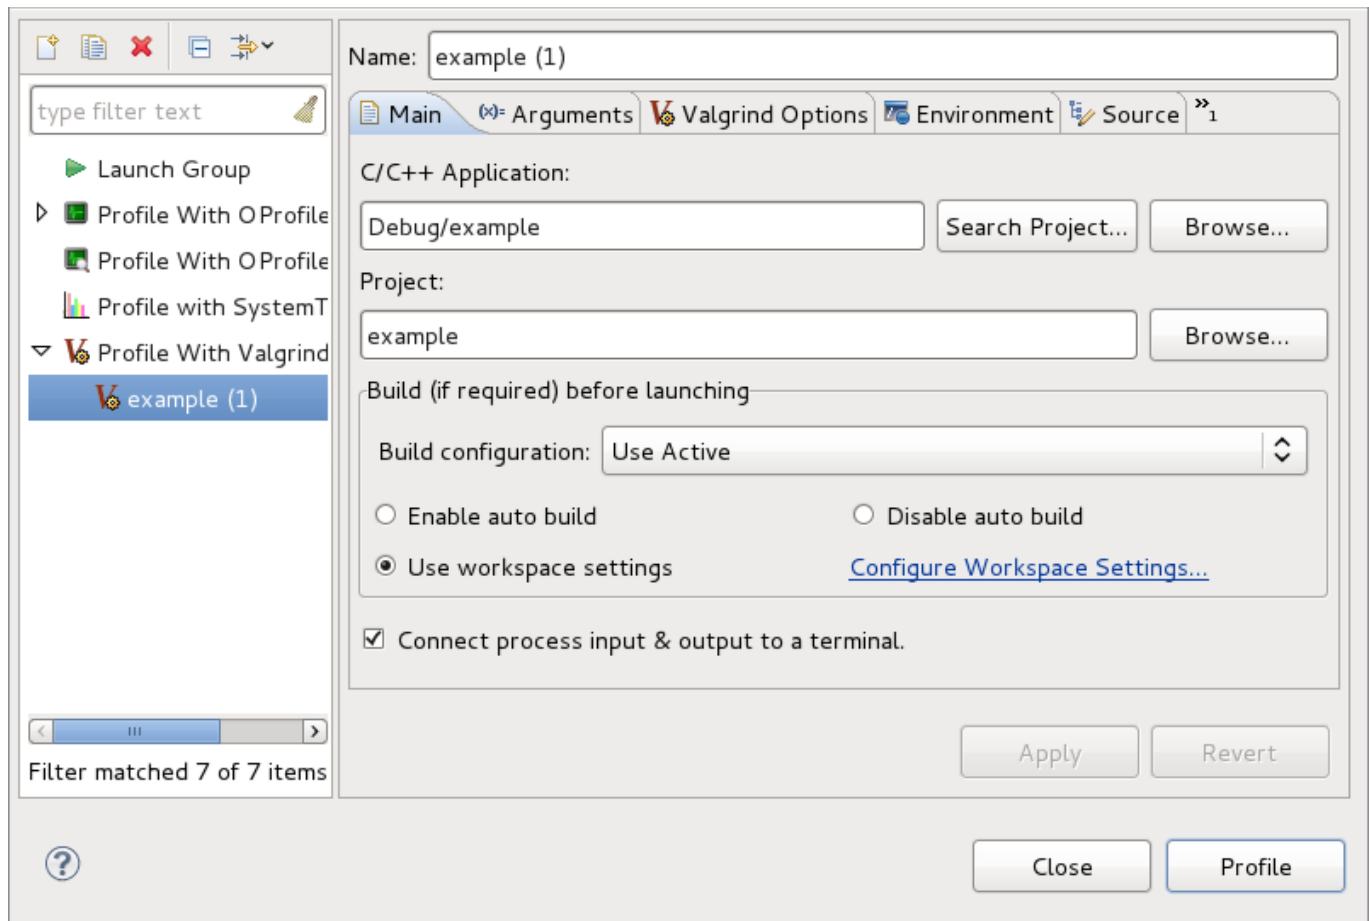 Name: example (1)
type filter text
Main (x)= Arguments Valgrind Options Environment Source »1
Launch Group
Profile With OProfile
Profile With OProfile
Profile with SystemT
Profile With Valgrind
example (1)
Filter matched 7 of 7 items
C/C++ Application:
Debug/example Search Project... Browse...
Project:
example Browse...
Build (if required) before launching
Build configuration: Use Active
Enable auto build Disable auto build
Use workspace settings Configure Workspace Settings...
Connect process input & output to a terminal.
Apply Revert
? Close Profile